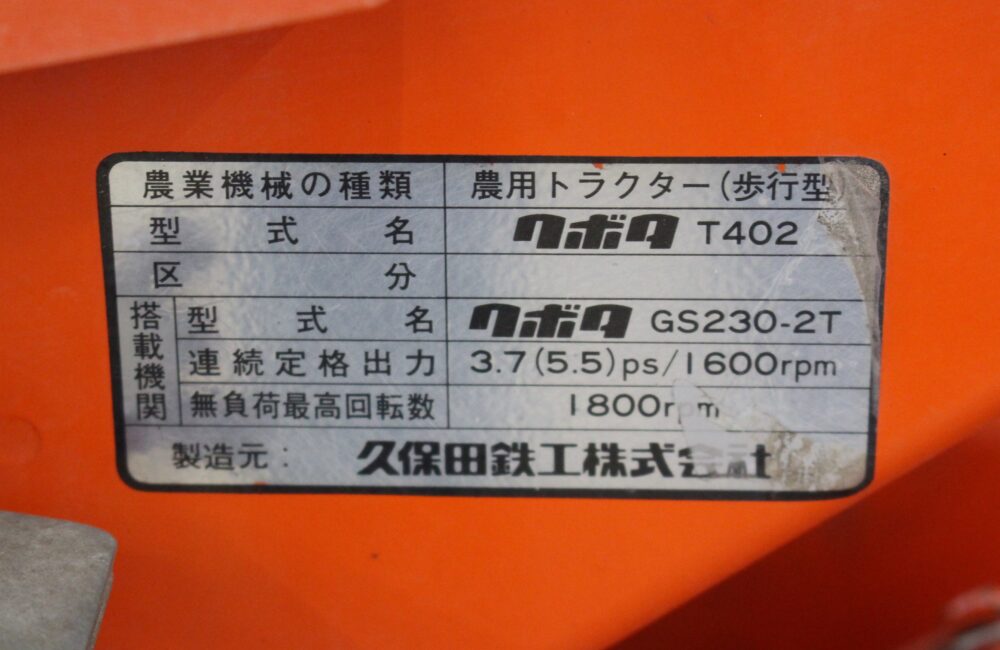 農業機械の種類 農用トラクター(歩行型
型式名 クボタ T402
区分
搭載機関 型式名 クボタ GS230-2T
連続定格出力 3.7(5.5)ps/1600rpm
無負荷最高回転数 1800rpm
製造元: 久保田鉄工株式会社